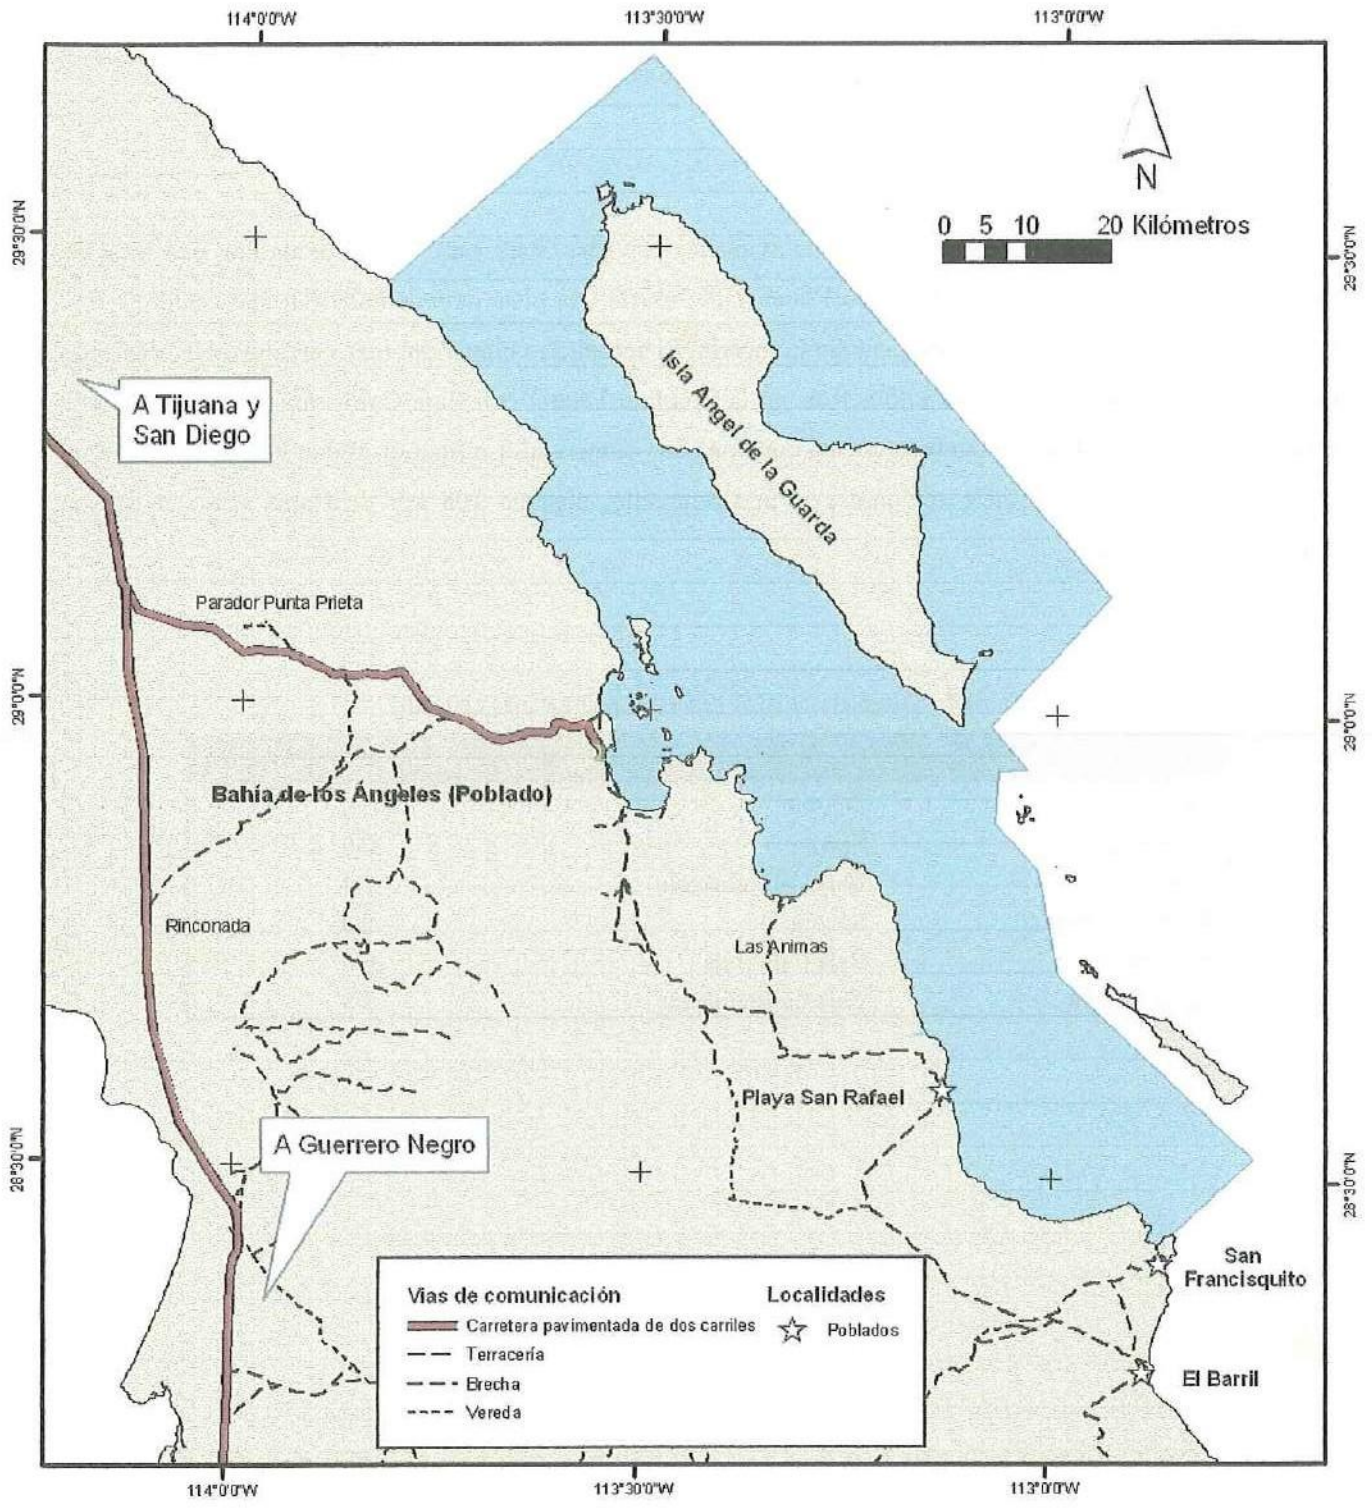 114°0'0"W
113°30'0"W
113°0'0"W
N
0 5 10 20 Kilómetros
29°30'0"N
29°30'0"N
Isla Angel de la Guarda
A Tijuana y
San Diego
Parador Punta Prieta
29°0'0"N
29°0'0"N
Bahía de los Ángeles (Poblado)
Rinconada
Las Animas
Playa San Rafael
A Guerrero Negro
28°30'0"N
28°30'0"N
San
Francisquito
El Barril
Vias de comunicación
Carretera pavimentada de dos carriles
Terracería
Brecha
Vereda
Localidades
Poblados
114°0'0"W
113°30'0"W
113°0'0"W